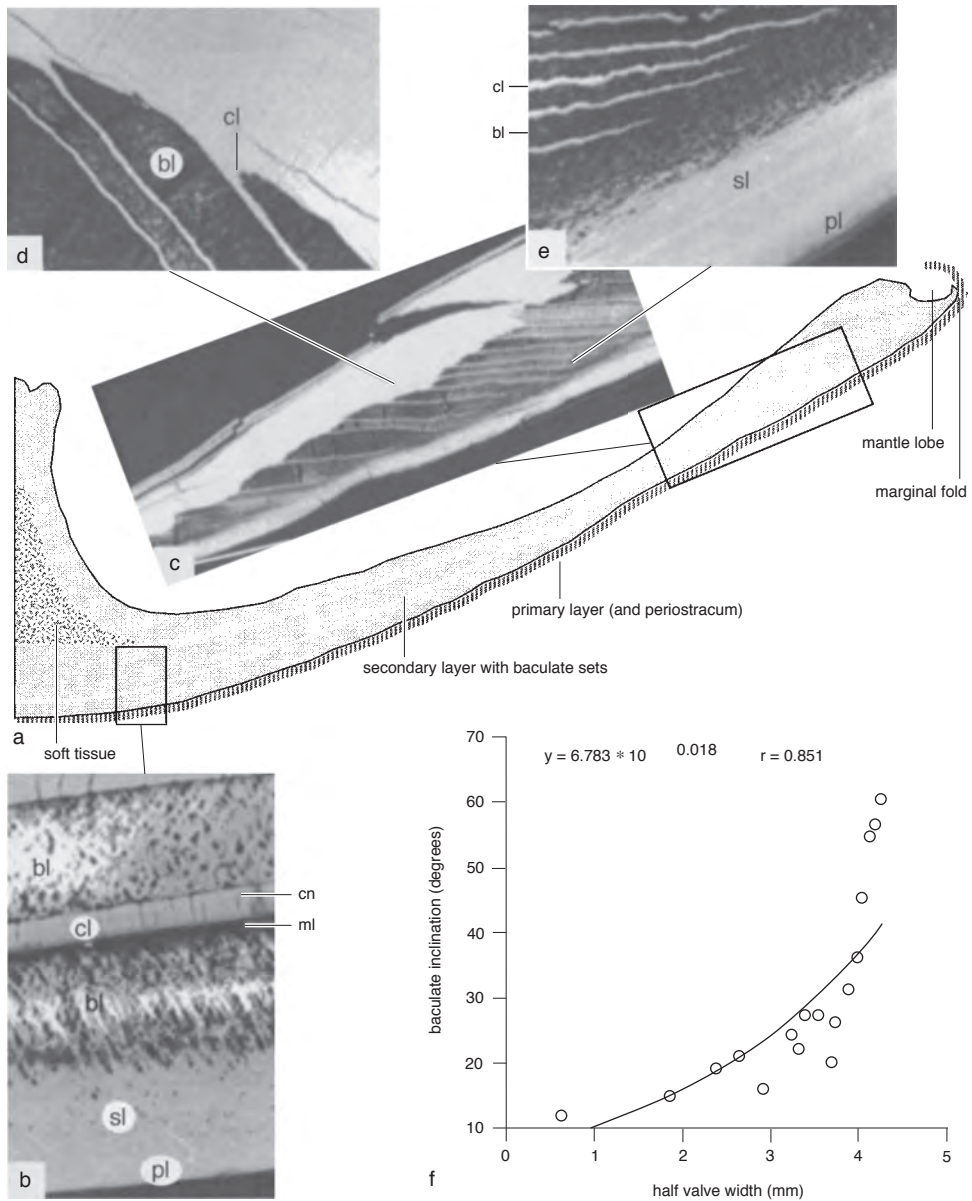 cl
bl
d
cl
bl
sl
pl
e
c
mantle lobe
marginal fold
primary layer (and periostracum)
secondary layer with baculate sets
a
soft tissue
bl
cn
cl
ml
bl
sl
pl
b
70
60
50
40
30
20
10
baculate inclination (degrees)
y = 6.783 * 10 0.018 r = 0.851
0 1 2 3 4 5
half valve width (mm)
f